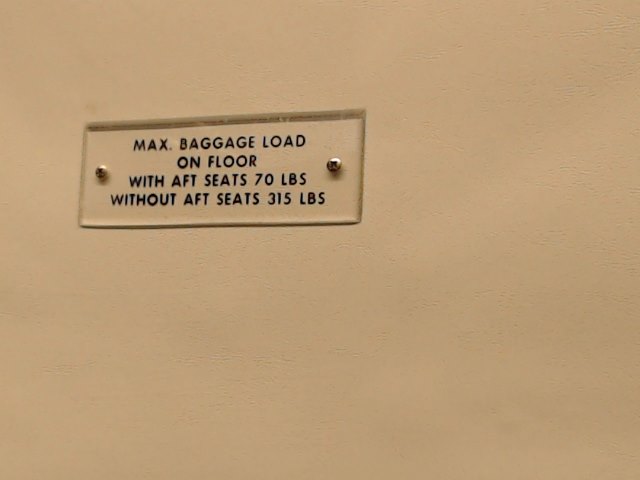 MAX. BAGGAGE LOAD
ON FLOOR
WITH AFT SEATS 70 LBS
WITHOUT AFT SEATS 315 LBS